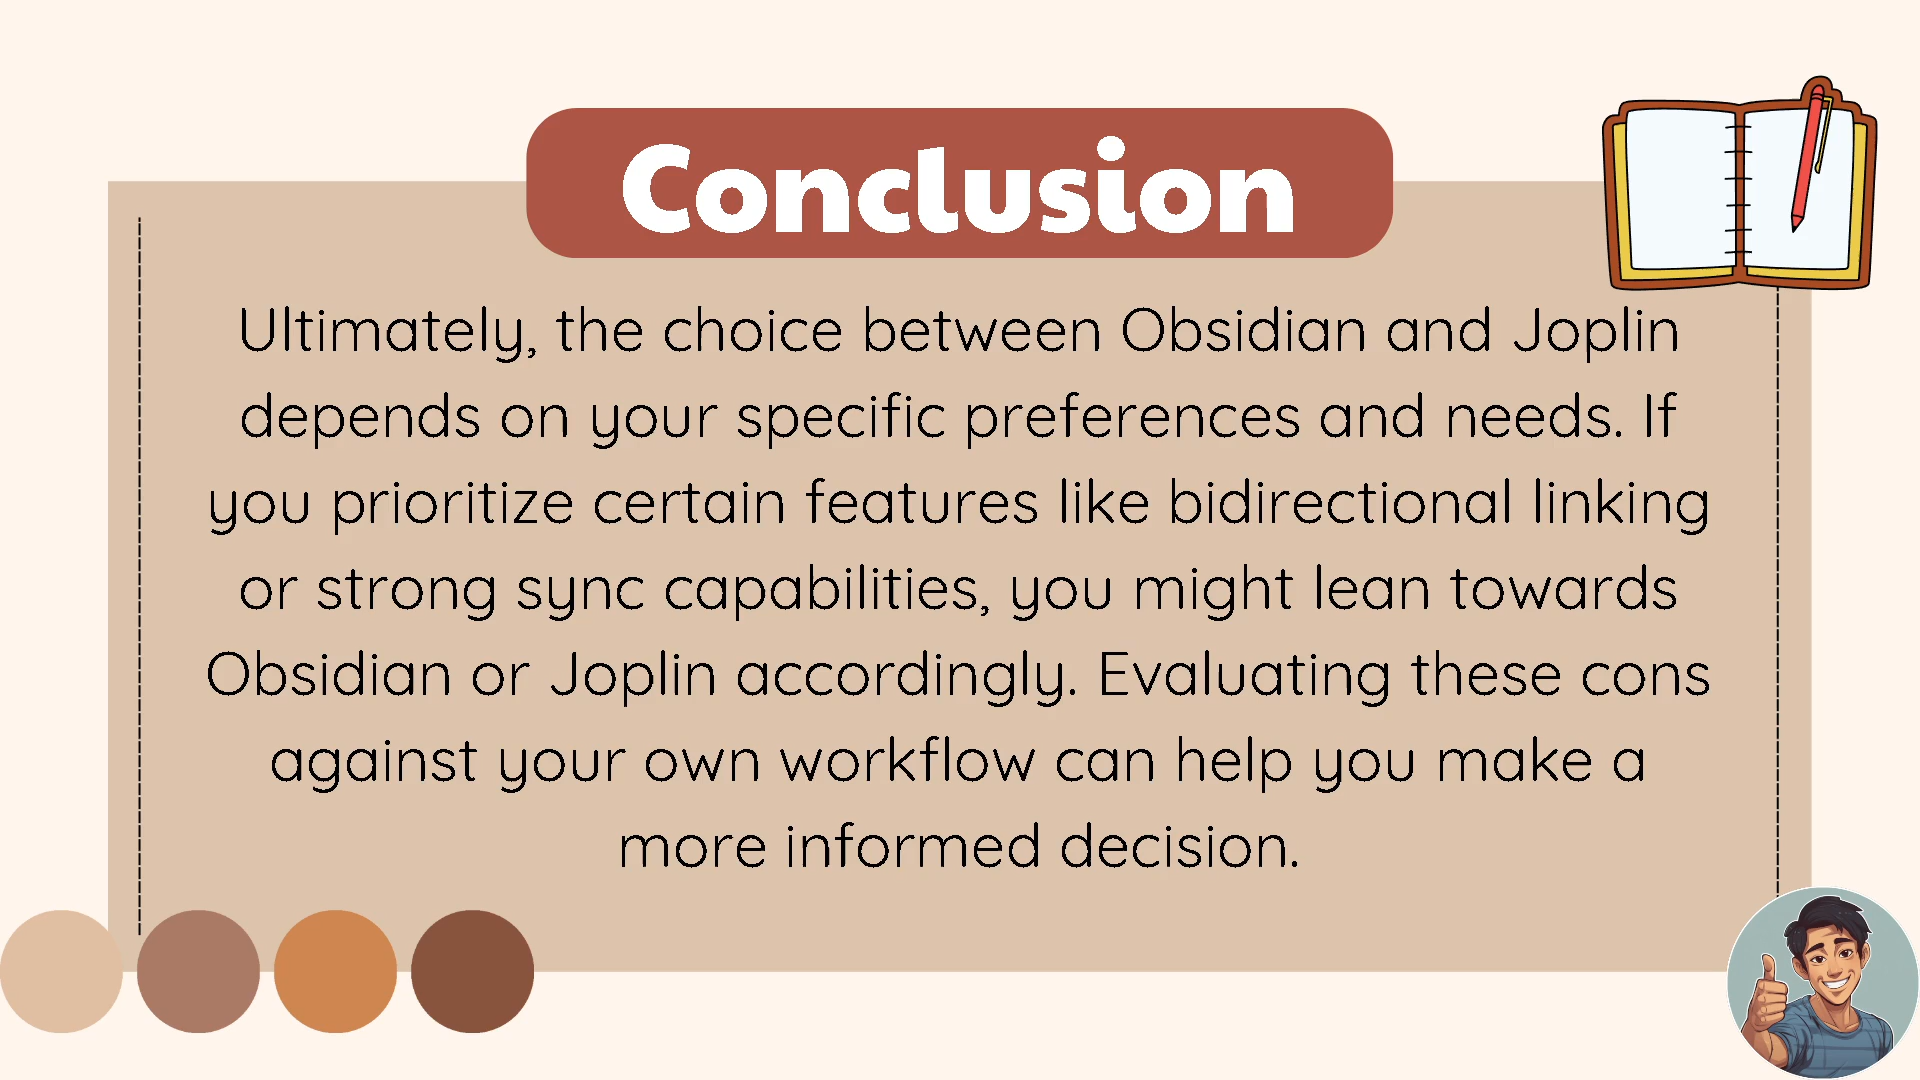 Conclusion
Ultimately, the choice between Obsidian and Joplin
depends on your specific preferences and needs. If
you prioritize certain features like bidirectional linking
or strong sync capabilities, you might lean towards
Obsidian or Joplin accordingly. Evaluating these cons
against your own workflow can help you make a
more informed decision.